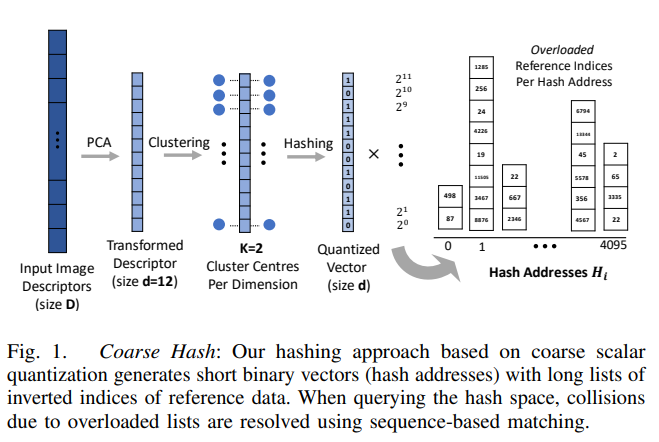 PCA
Clustering
Hashing
1
0
1
1
1
0
0
1
0
1
1
0
×
2^11
2^10
2^9
2^1
2^0
Input Image
Descriptors
(size D)
Transformed
Descriptor
(size d=12)
K=2
Cluster Centres
Per Dimension
Quantized
Vector
(size d)
Overloaded
Reference Indices
Per Hash Address
498
87
1285
256
24
4226
19
11505
3467
8876
22
667
2346
6794
13344
45
5578
356
4567
2
65
3335
22
0
1
4095
Hash Addresses H_i
Fig. 1. Coarse Hash: Our hashing approach based on coarse scalar
quantization generates short binary vectors (hash addresses) with long lists of
inverted indices of reference data. When querying the hash space, collisions
due to overloaded lists are resolved using sequence-based matching.